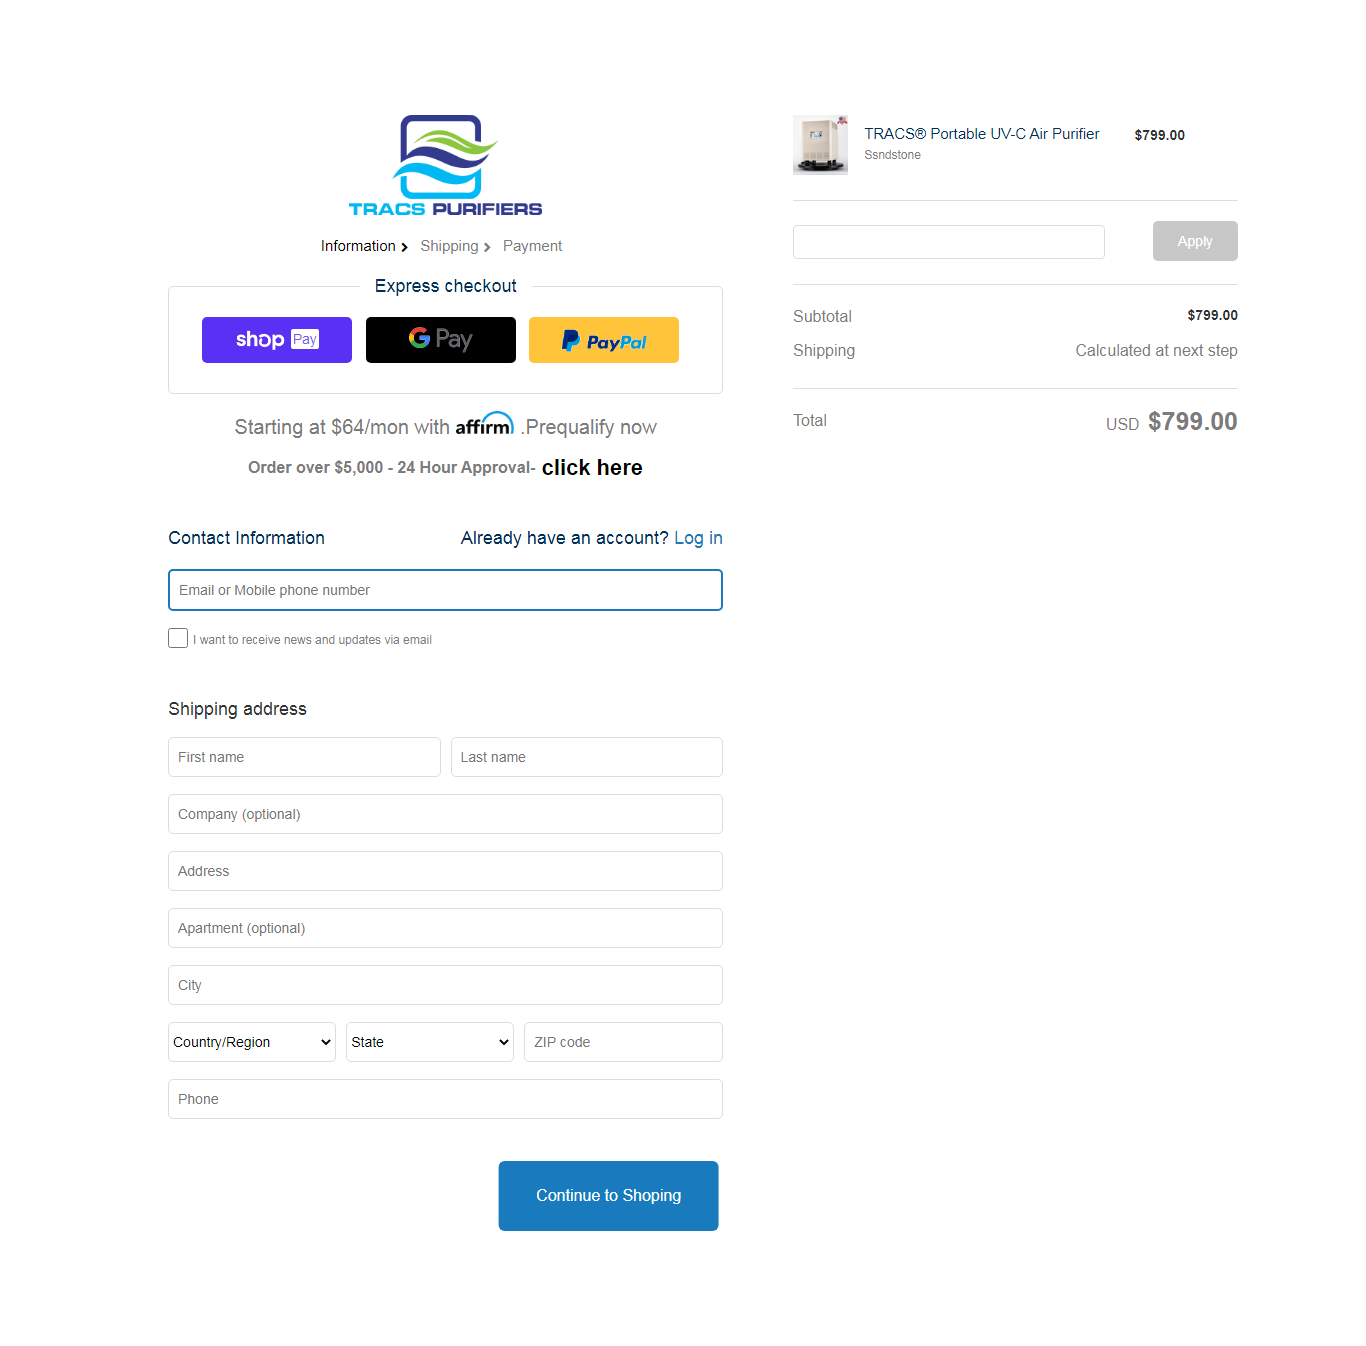 TRACS PURIFIERS
Information > Shipping > Payment
Express checkout
shop Pay
G Pay
PayPal
Starting at $64/mon with affirm .Prequalify now
Order over $5,000 - 24 Hour Approval- click here
Contact Information
Already have an account? Log in
Email or Mobile phone number
I want to receive news and updates via email
Shipping address
First name
Last name
Company (optional)
Address
Apartment (optional)
City
Country/Region
State
ZIP code
Phone
Continue to Shoping
TRACS® Portable UV-C Air Purifier
$799.00
Ssndstone
Apply
Subtotal
$799.00
Shipping
Calculated at next step
Total
USD $799.00